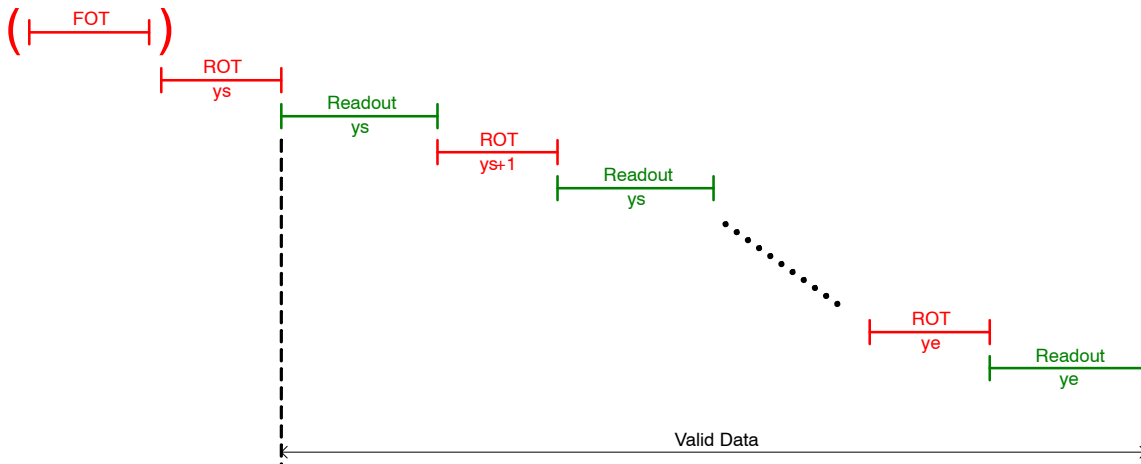 ( FOT )
ROT
ys
Readout
ys
ROT
ys+1
Readout
ys
ROT
ye
Readout
ye
Valid Data